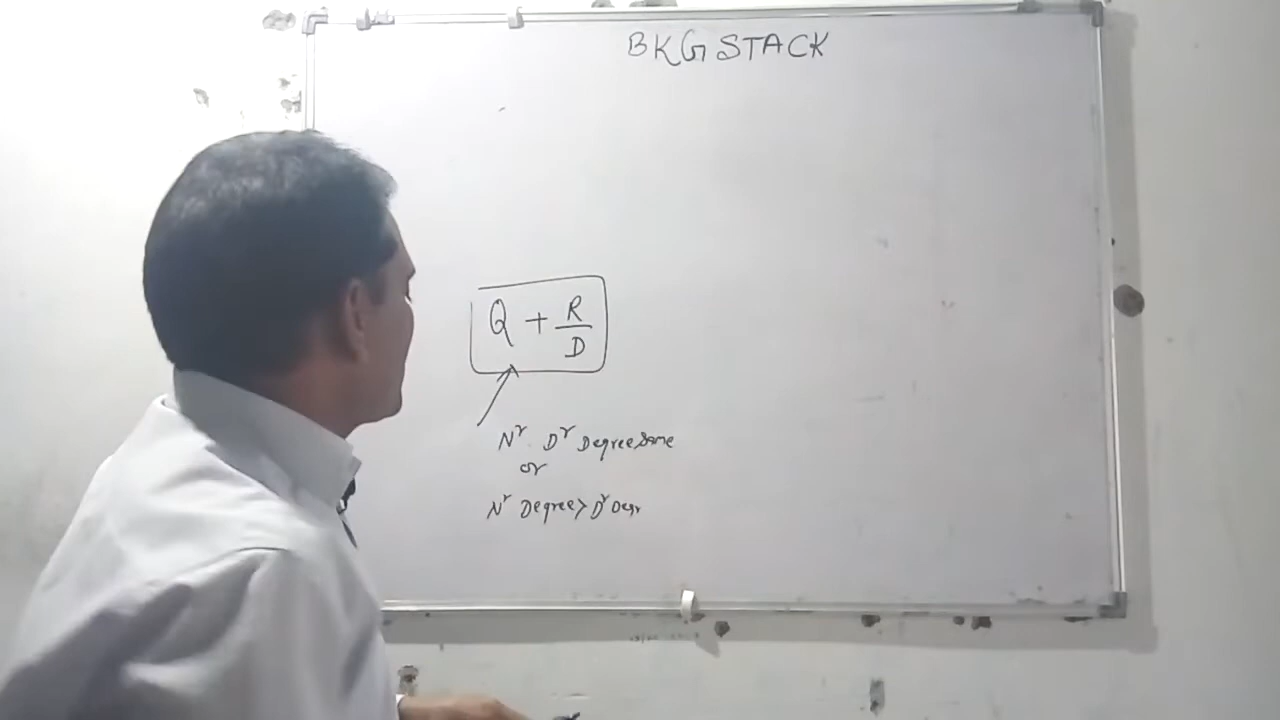 BKG STACK
Q + R/D
Nʳ Dʳ Degree same
or
Nʳ Degree > Dʳ Degr